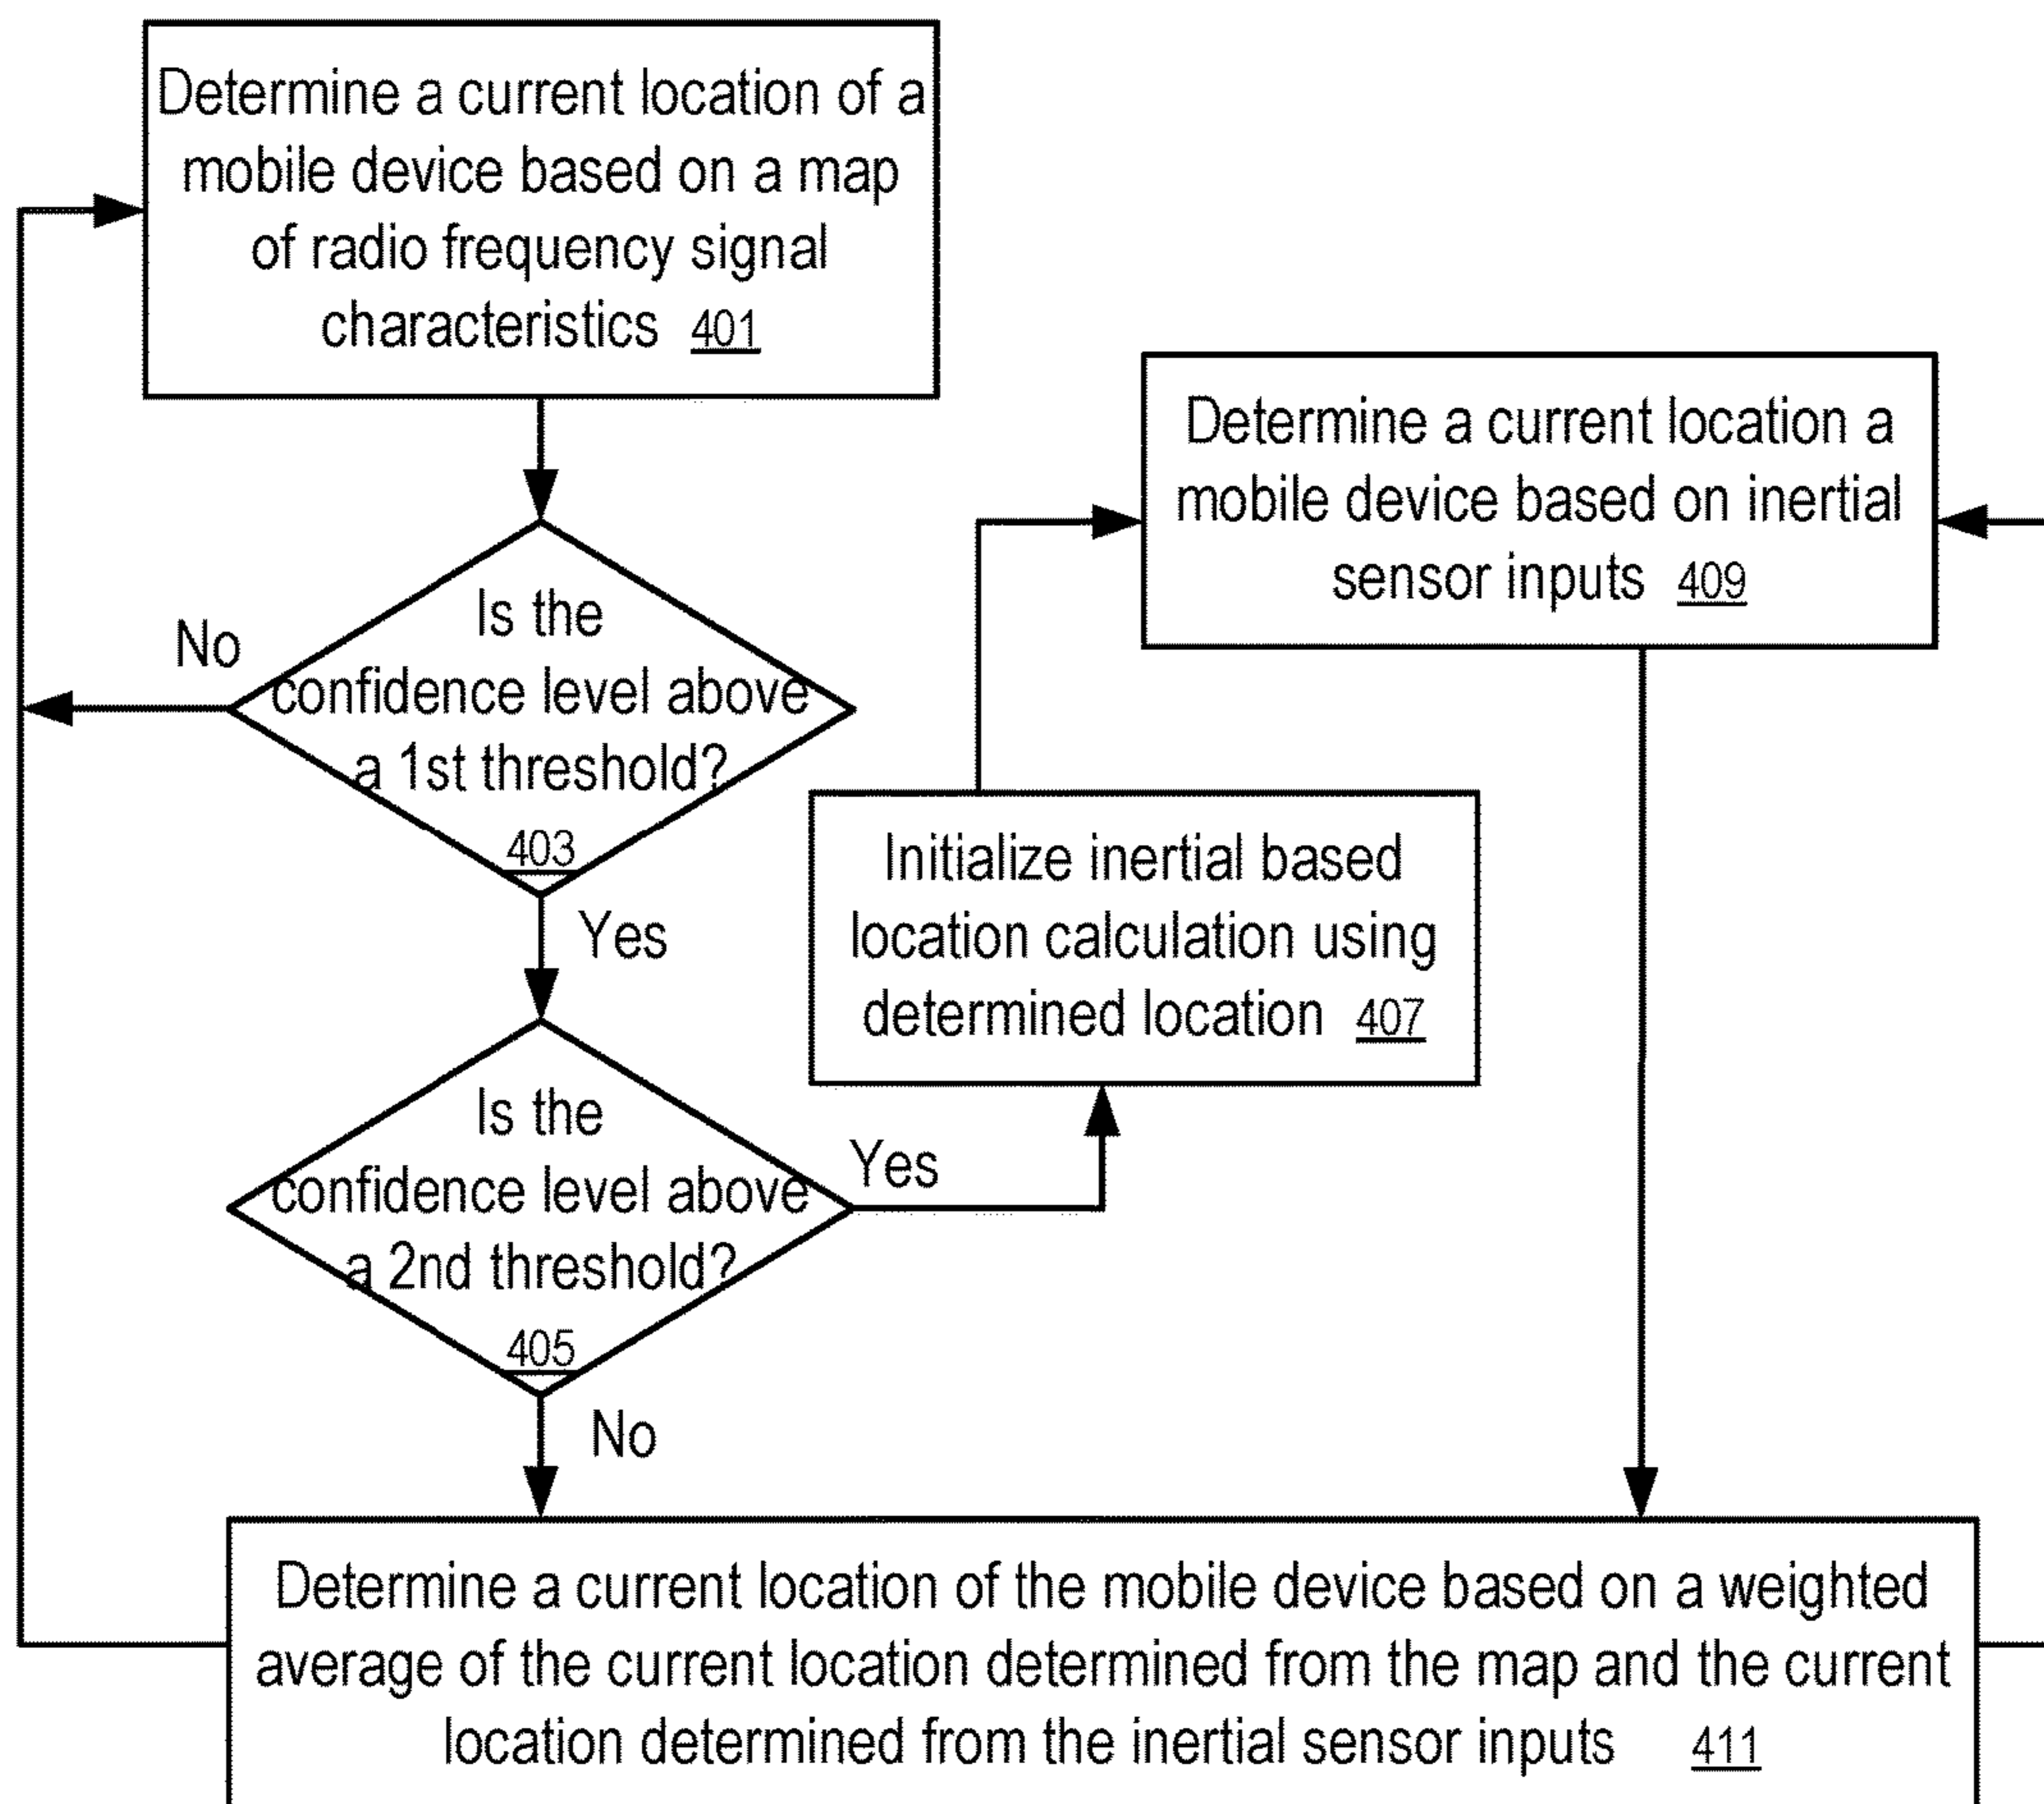 Determine a current location of a
mobile device based on a map
of radio frequency signal
characteristics 401
Determine a current location a
mobile device based on inertial
sensor inputs 409
No
Is the
confidence level above
a 1st threshold?
403
Yes
Initialize inertial based
location calculation using
determined location 407
Is the
confidence level above
a 2nd threshold?
405
Yes
No
Determine a current location of the mobile device based on a weighted
average of the current location determined from the map and the current
location determined from the inertial sensor inputs 411